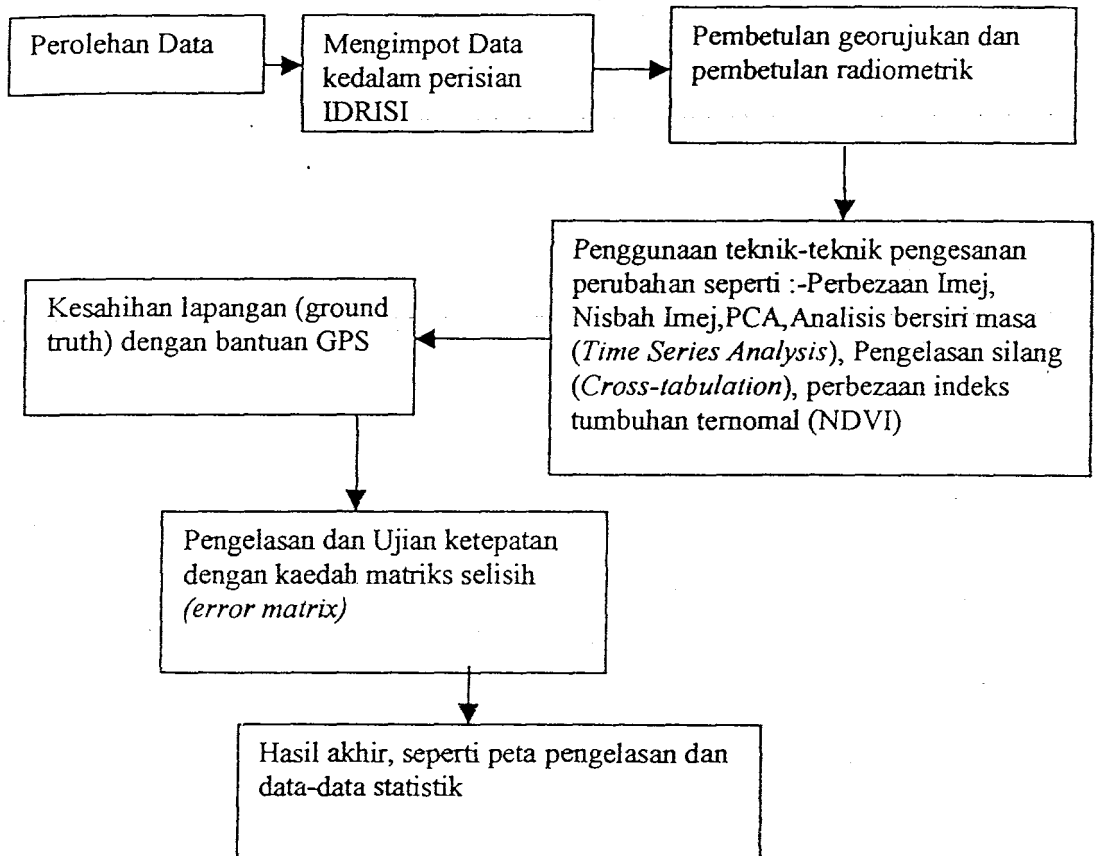 Perolehan Data
Mengimpot Data
kedalam perisian
IDRISI
Pembetulan georujukan dan
pembetulan radiometrik
Penggunaan teknik-teknik pengesanan
perubahan seperti :-Perbezaan Imej,
Nisbah Imej,PCA,Analisis bersiri masa
(Time Series Analysis), Pengelasan silang
(Cross-tabulation), perbezaan indeks
tumbuhan ternomal (NDVI)
Kesahihan lapangan (ground
truth) dengan bantuan GPS
Pengelasan dan Ujian ketepatan
dengan kaedah matriks selisih
(error matrix)
Hasil akhir, seperti peta pengelasan dan
data-data statistik